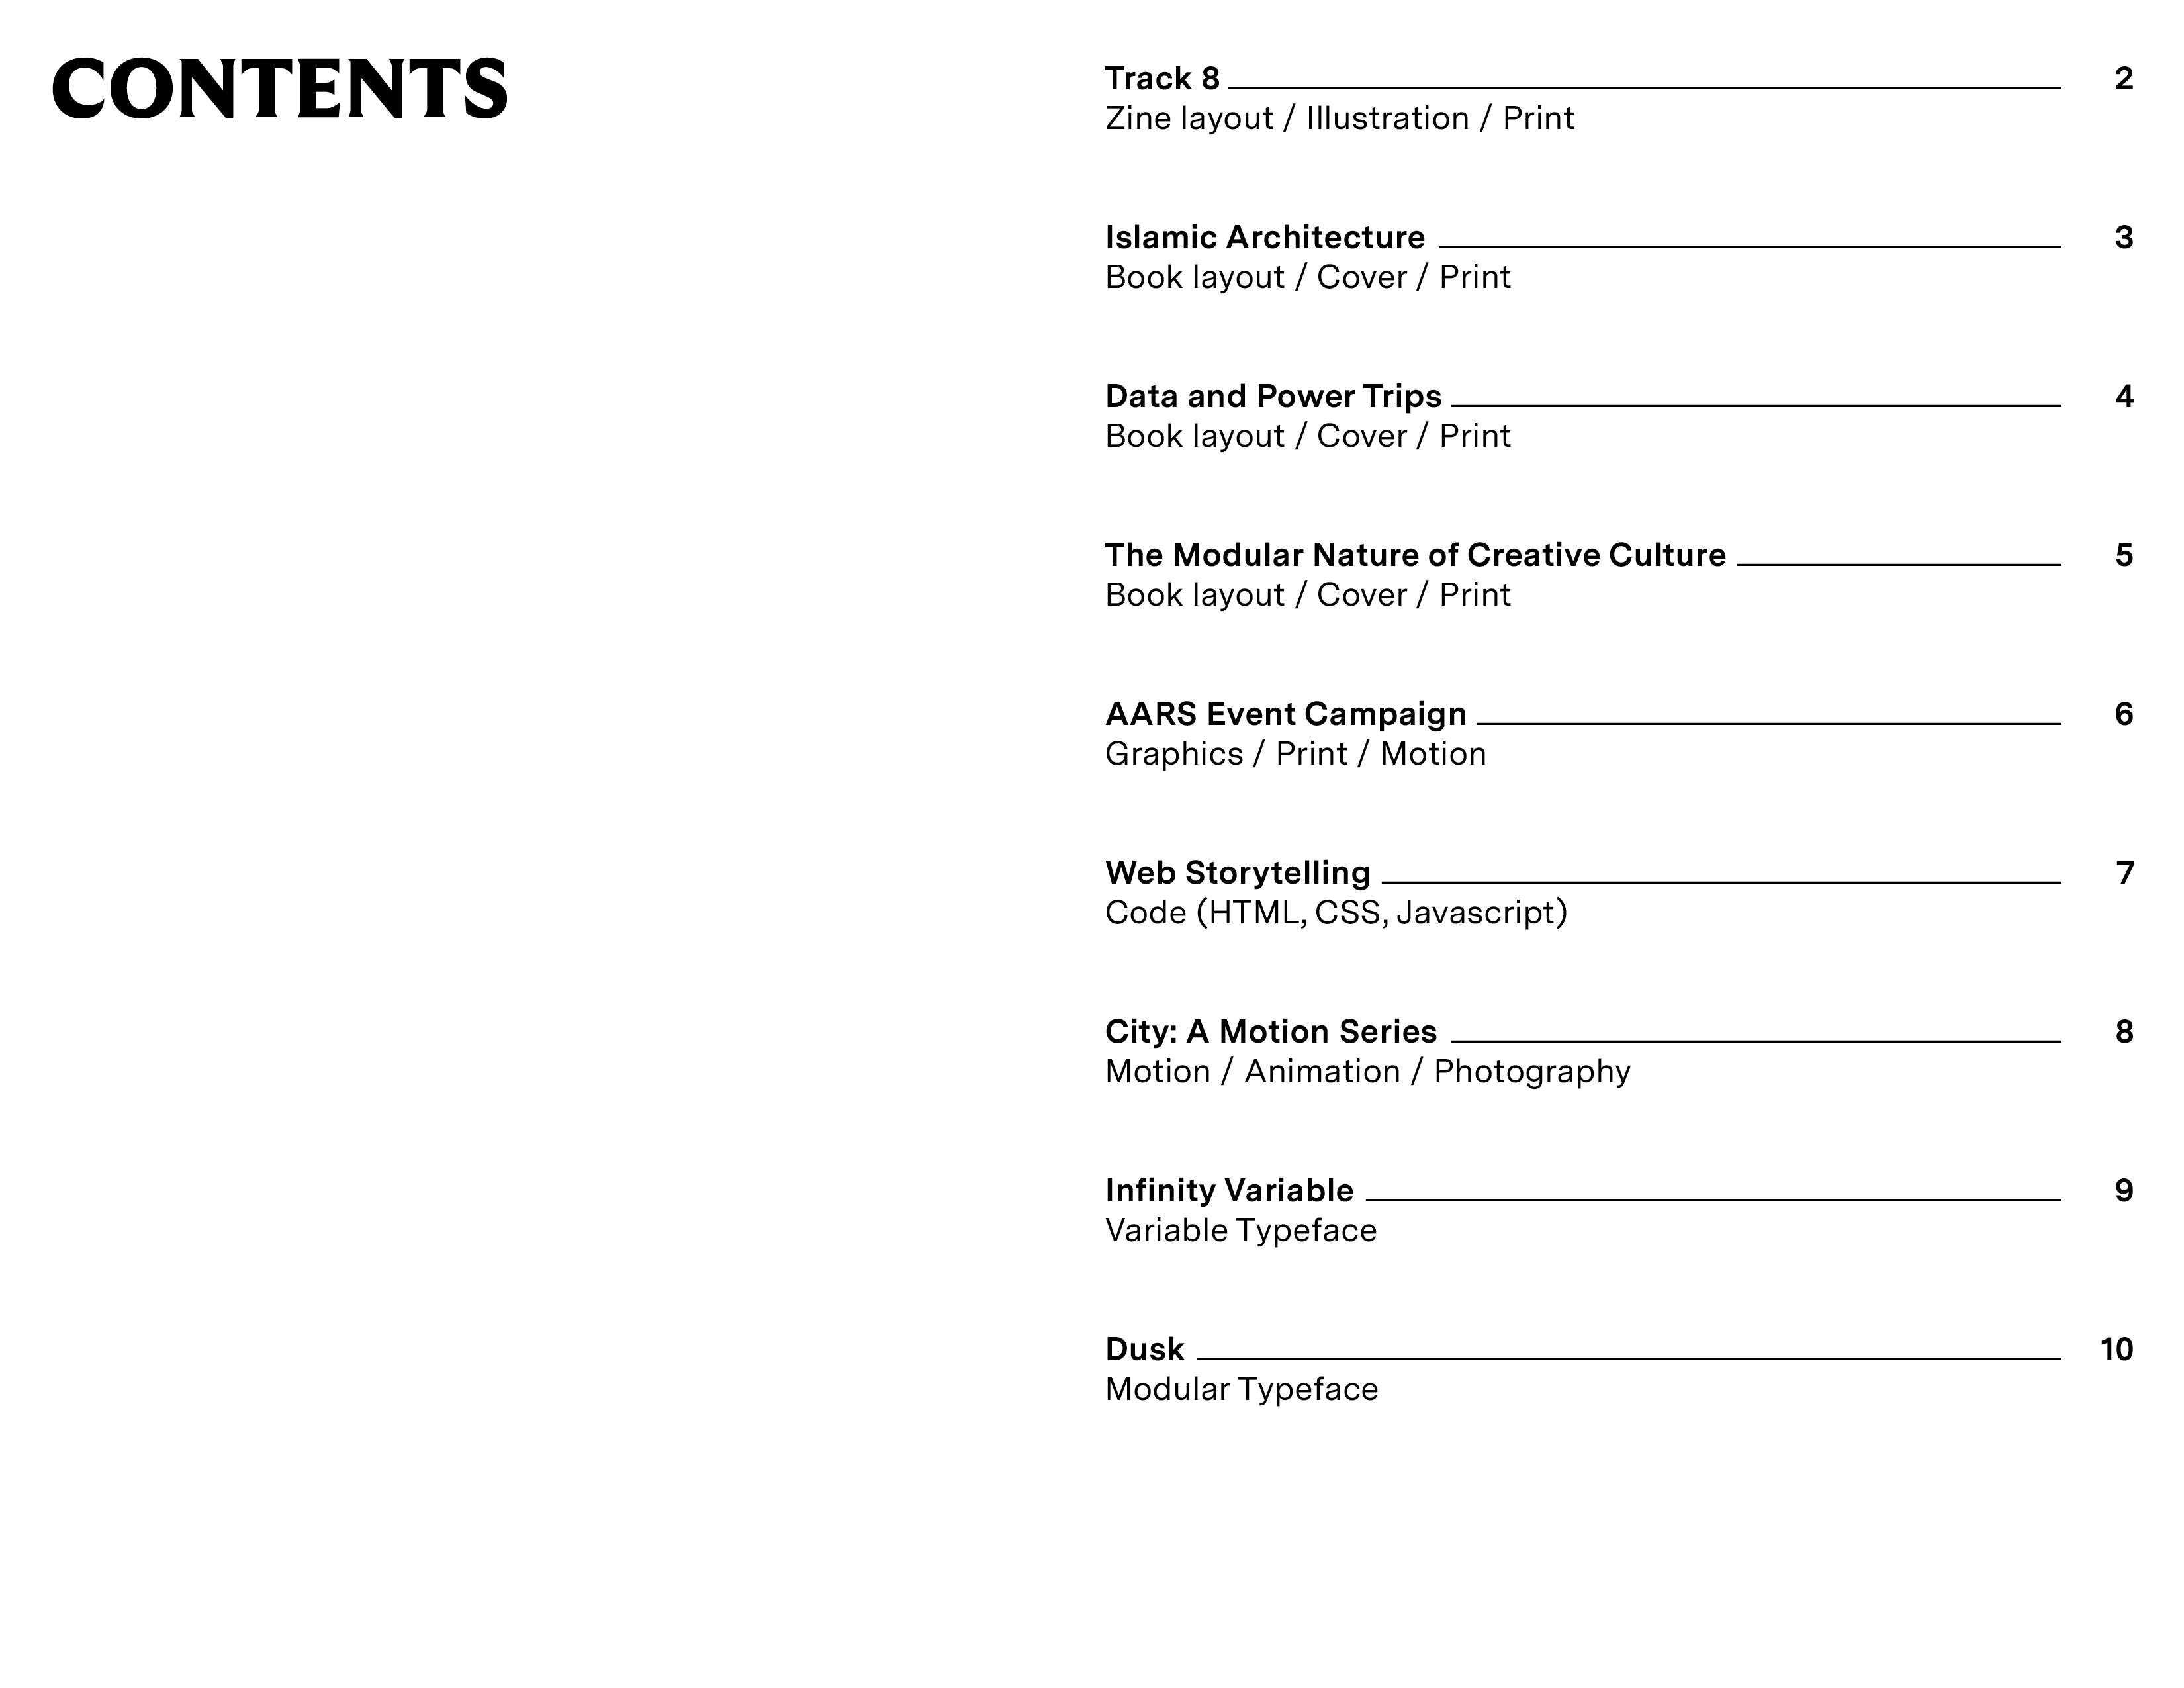 CONTENTS
Track 8 2
Zine layout / Illustration / Print
Islamic Architecture 3
Book layout / Cover / Print
Data and Power Trips 4
Book layout / Cover / Print
The Modular Nature of Creative Culture 5
Book layout / Cover / Print
AARS Event Campaign 6
Graphics / Print / Motion
Web Storytelling 7
Code (HTML, CSS, Javascript)
City: A Motion Series 8
Motion / Animation / Photography
Infinity Variable 9
Variable Typeface
Dusk 10
Modular Typeface